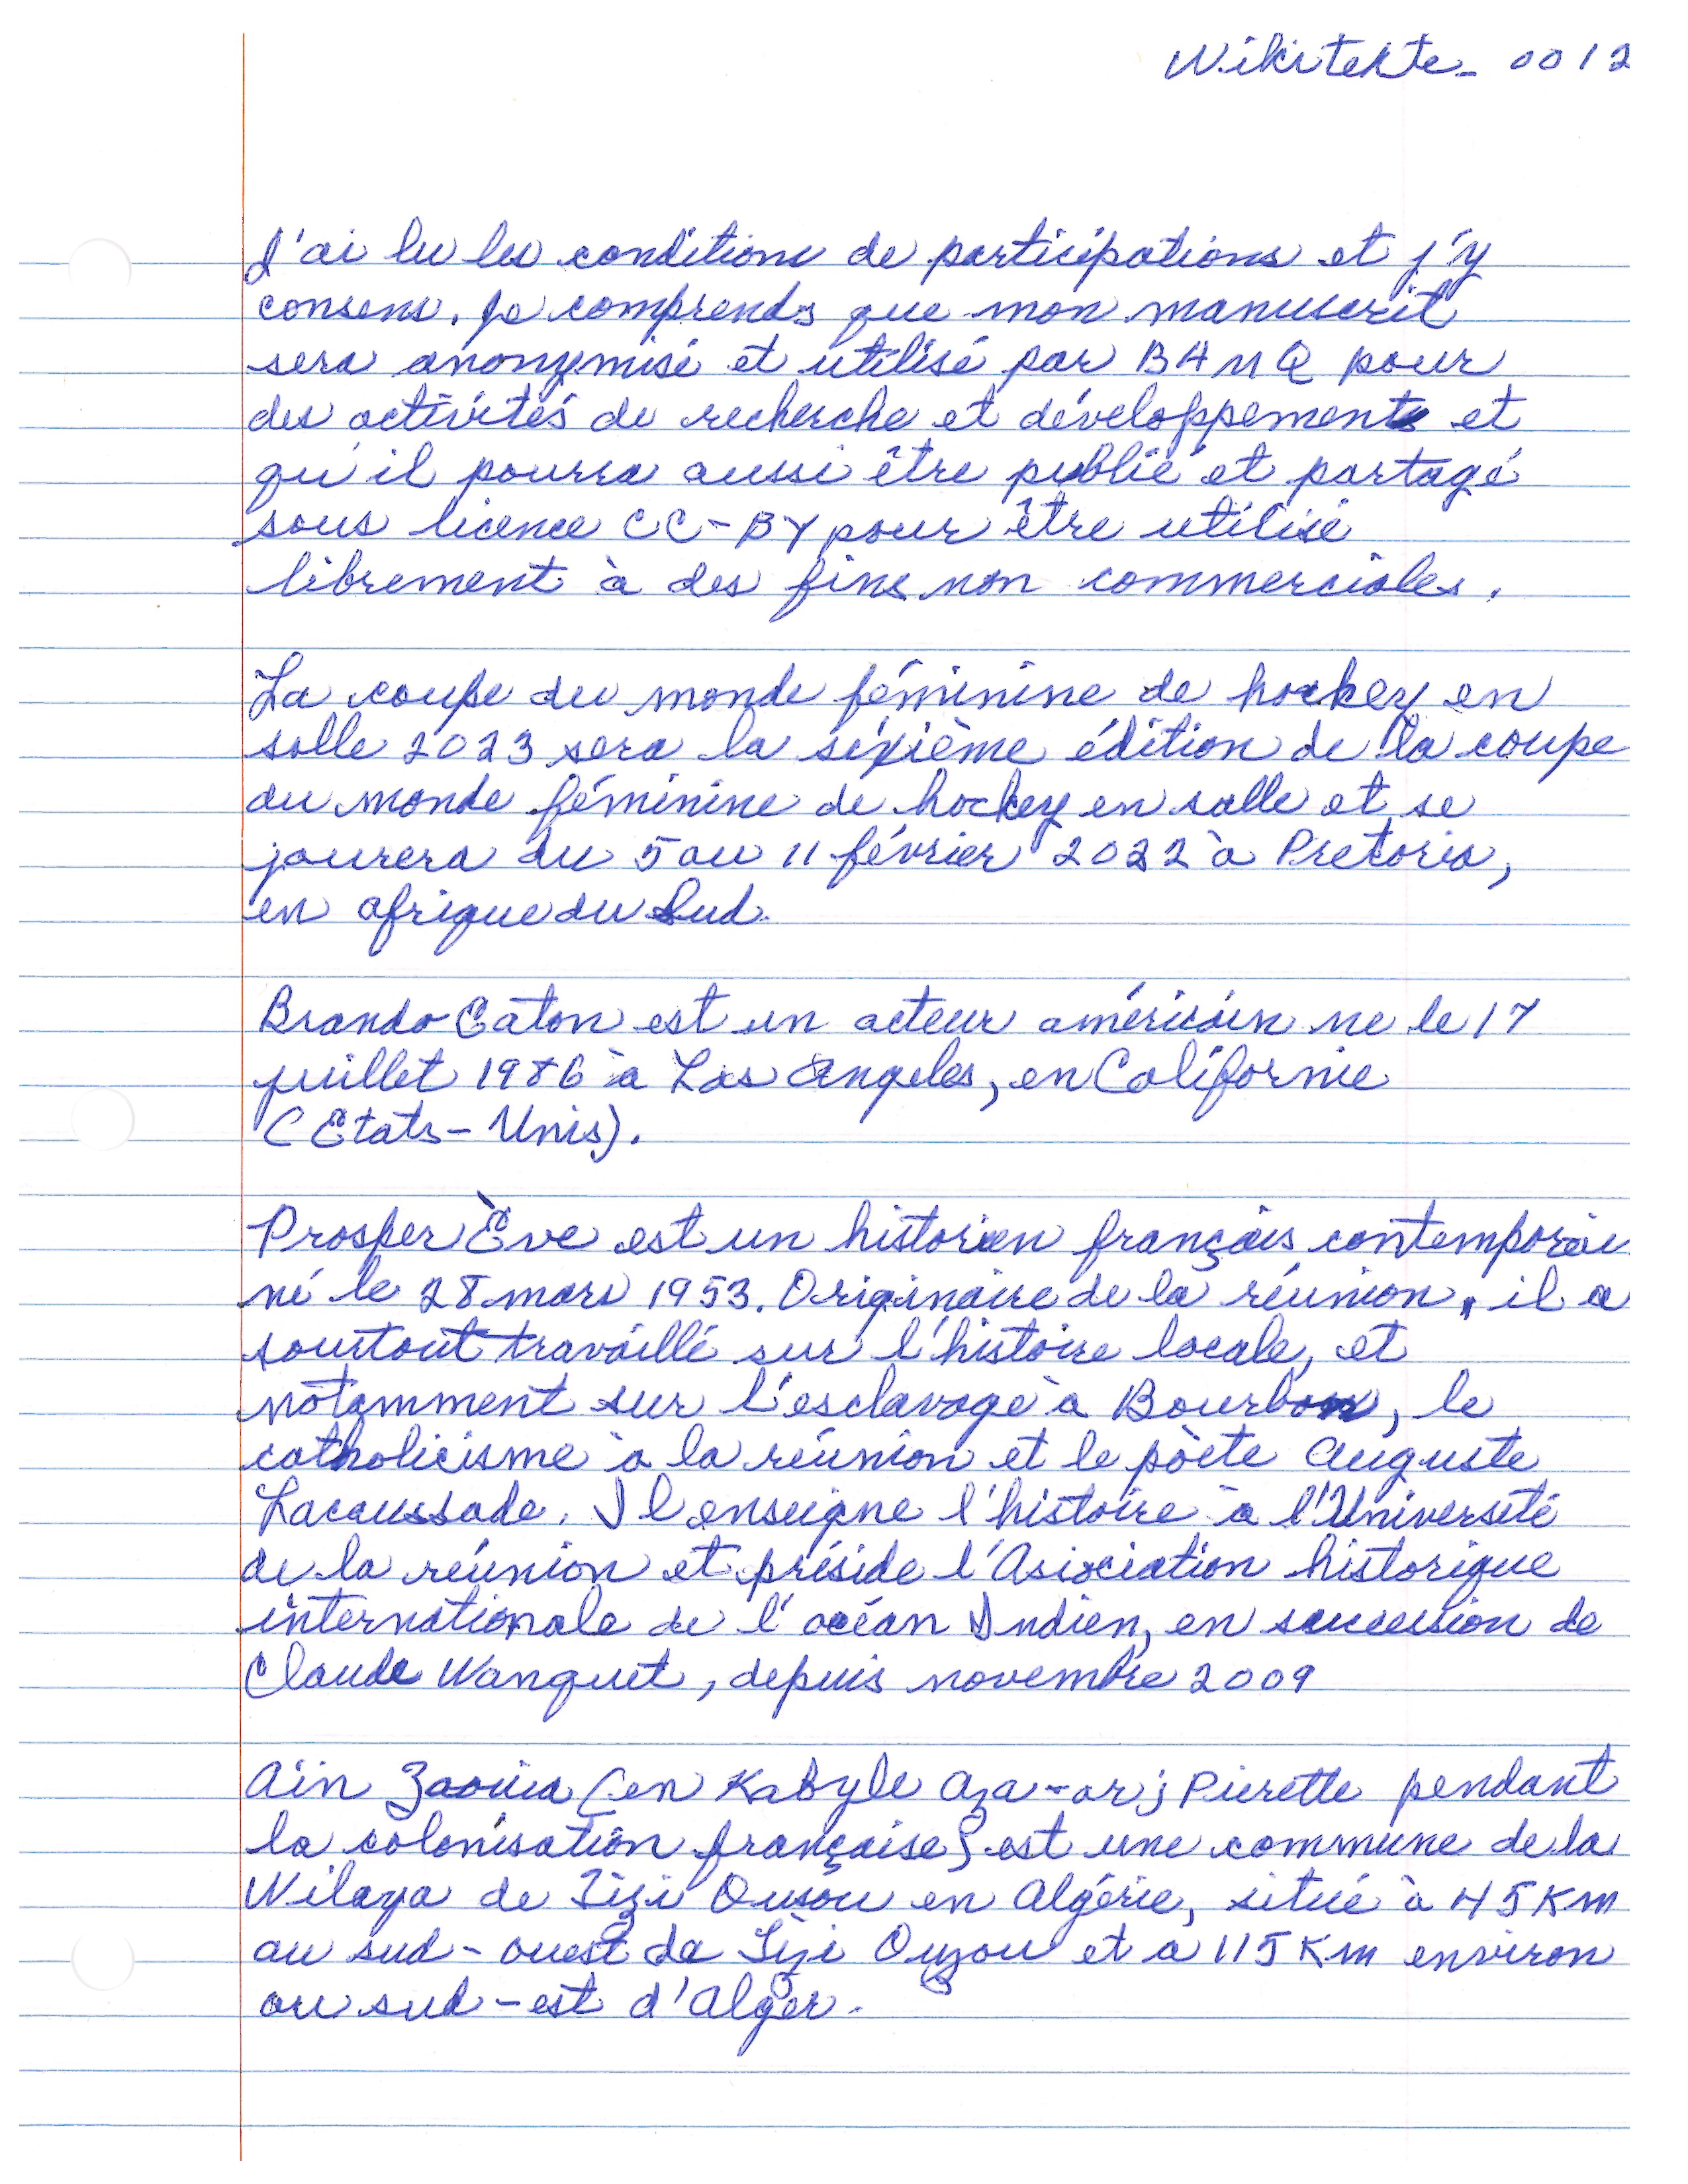 Wikitexte_0012
J'ai lu les conditions de participations et j'y
consens. Je comprends que mon manuscrit
sera anonymisé et utilisé par BANQ pour
des activités de recherche et développements et
qu'il pourra aussi être publié et partagé
sous licence CC-BY pour être utilisé
librement à des fins non commerciales.
La coupe du monde féminine de hockey en
salle 2023 sera la sixième édition de la coupe
du monde féminine de hockey en salle et se
jourera du 5 au 11 février 2022 à Pretoria,
en afrique du Sud.
Brando Eaton est un acteur américain ne le 17
juillet 1986 à Los Angeles, en Californie
(Etats-Unis).
Prosper Ève est un historien français contemporai
né le 28 mars 1953. Originaire de la réunion, il a
sourtout travaillé sur l'histoire locale, et
notamment sur l'esclavage à Bourbon, le
catholicisme à la réunion et le pòète Auguste
Lacaussade. Il enseigne l'histoire à l'Université
de la réunion et préside l'Asiociation historique
internationale de l'océan Indien, en succession de
Claude Wanquet, depuis novembre 2009
Aïn Zaouia (en Kabyle Aza-ar; Pierette pendant
la colonisation française) est une commune de la
Wilaya de Tizi Ousou en Algérie, situé à 45 Km
au sud-ouest de Tizi Ouzou et a 115 Km environ
au sud-est d'Alger.